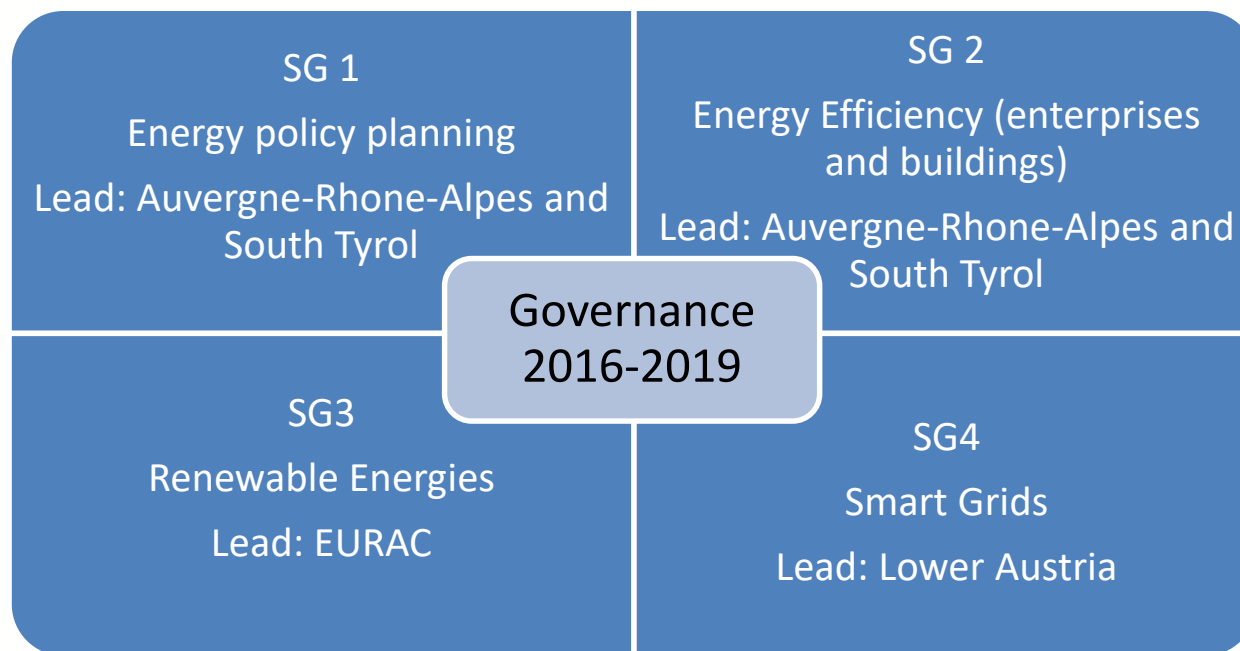 SG 1
Energy policy planning
Lead: Auvergne-Rhone-Alpes and
South Tyrol
SG 2
Energy Efficiency (enterprises
and buildings)
Lead: Auvergne-Rhone-Alpes and
South Tyrol
Governance
2016-2019
SG3
Renewable Energies
Lead: EURAC
SG4
Smart Grids
Lead: Lower Austria